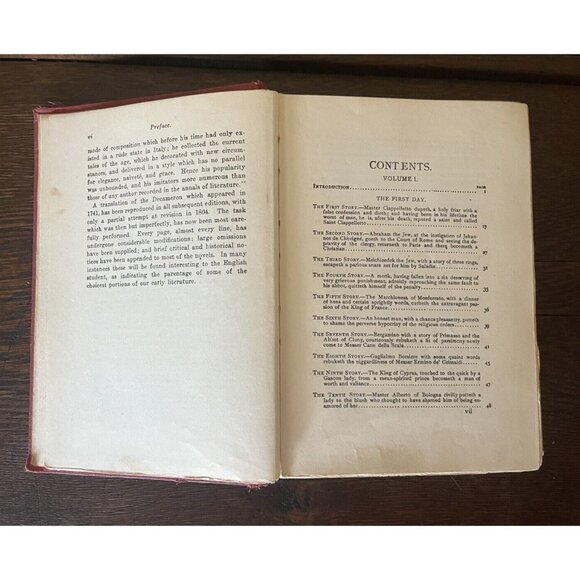 vi
Preface.
mode of composition which before his time had only ex-
isted in a rude state in Italy; he collected the current
tales of the age, which he decorated with new circum-
stances, and delivered in a style which has no parallel
for elegance, naiveté, and grace. Hence his popularity
was unbounded, and his imitators more numerous than
those of any author recorded in the annals of literature."
A translation of the Decameron which appeared in
1741, has been reproduced in all subsequent editions, with
only a partial attempt at revision in 1804. The task
which was then but imperfectly, has now been more care-
fully performed. Every page, almost every line, has
undergone considerable modifications: large omissions
have been supplied; and brief critical and historical no-
tices have been appended to most of the novels. In many
instances these will be found interesting to the English
student, as indicating the parentage of some of the
choicest portions of our early literature.
CONTENTS.
VOLUME I.
PAGE
INTRODUCTION 1
THE FIRST DAY.
THE FIRST STORY.—Master Ciappelletto dupeth a holy friar with a
false confession and dieth; and having been in his lifetime the
worst of men, he is, after his death, reputed a saint and called
Saint Ciappelletto 17
THE SECOND STORY.—Abraham the Jew, at the instigation of Jehan-
not de Chévigné, goeth to the Court of Rome and seeing the de-
pravity of the clergy, returneth to Paris and there becometh a
Christian 27
THE THIRD STORY.—Melchizedek the Jew, with a story of three rings,
escapeth a parlous snare set for him by Saladin
THE FOURTH STORY.—A monk, having fallen into a sin deserving of
very grievous punishment, adroitly reproaching the same fault to
his abbot, quitteth himself of the penalty 33
THE FIFTH STORY.—The Marchioness of Monferrato, with a dinner
of hens and certain sprightly words, curbeth the extravagant passion
of the King of France 36
THE SIXTH STORY.—An honest man, with a chance pleasantry, putteth
to shame the perverse hypocrisy of the religious orders 39
THE SEVENTH STORY.—Bergamino with a story of Primasso and the
Abbot of Cluny, courteously rebuketh a fit of parsimony newly
come to Messer Cane della Scala 41
THE EIGHTH STORY.—Guglielmo Borsiere with some quaint words
rebuketh the niggardliness of Messer Ermino de' Grimaldi 45
THE NINTH STORY.—The King of Cyprus, touched to the quick by a
Gascon lady, from a mean-spirited prince becometh a man of
worth and valiance 47
THE TENTH STORY.—Master Alberto of Bologna civilly putteth a
lady to the blush who thought to have shamed him of being en-
amored of her 48
vii